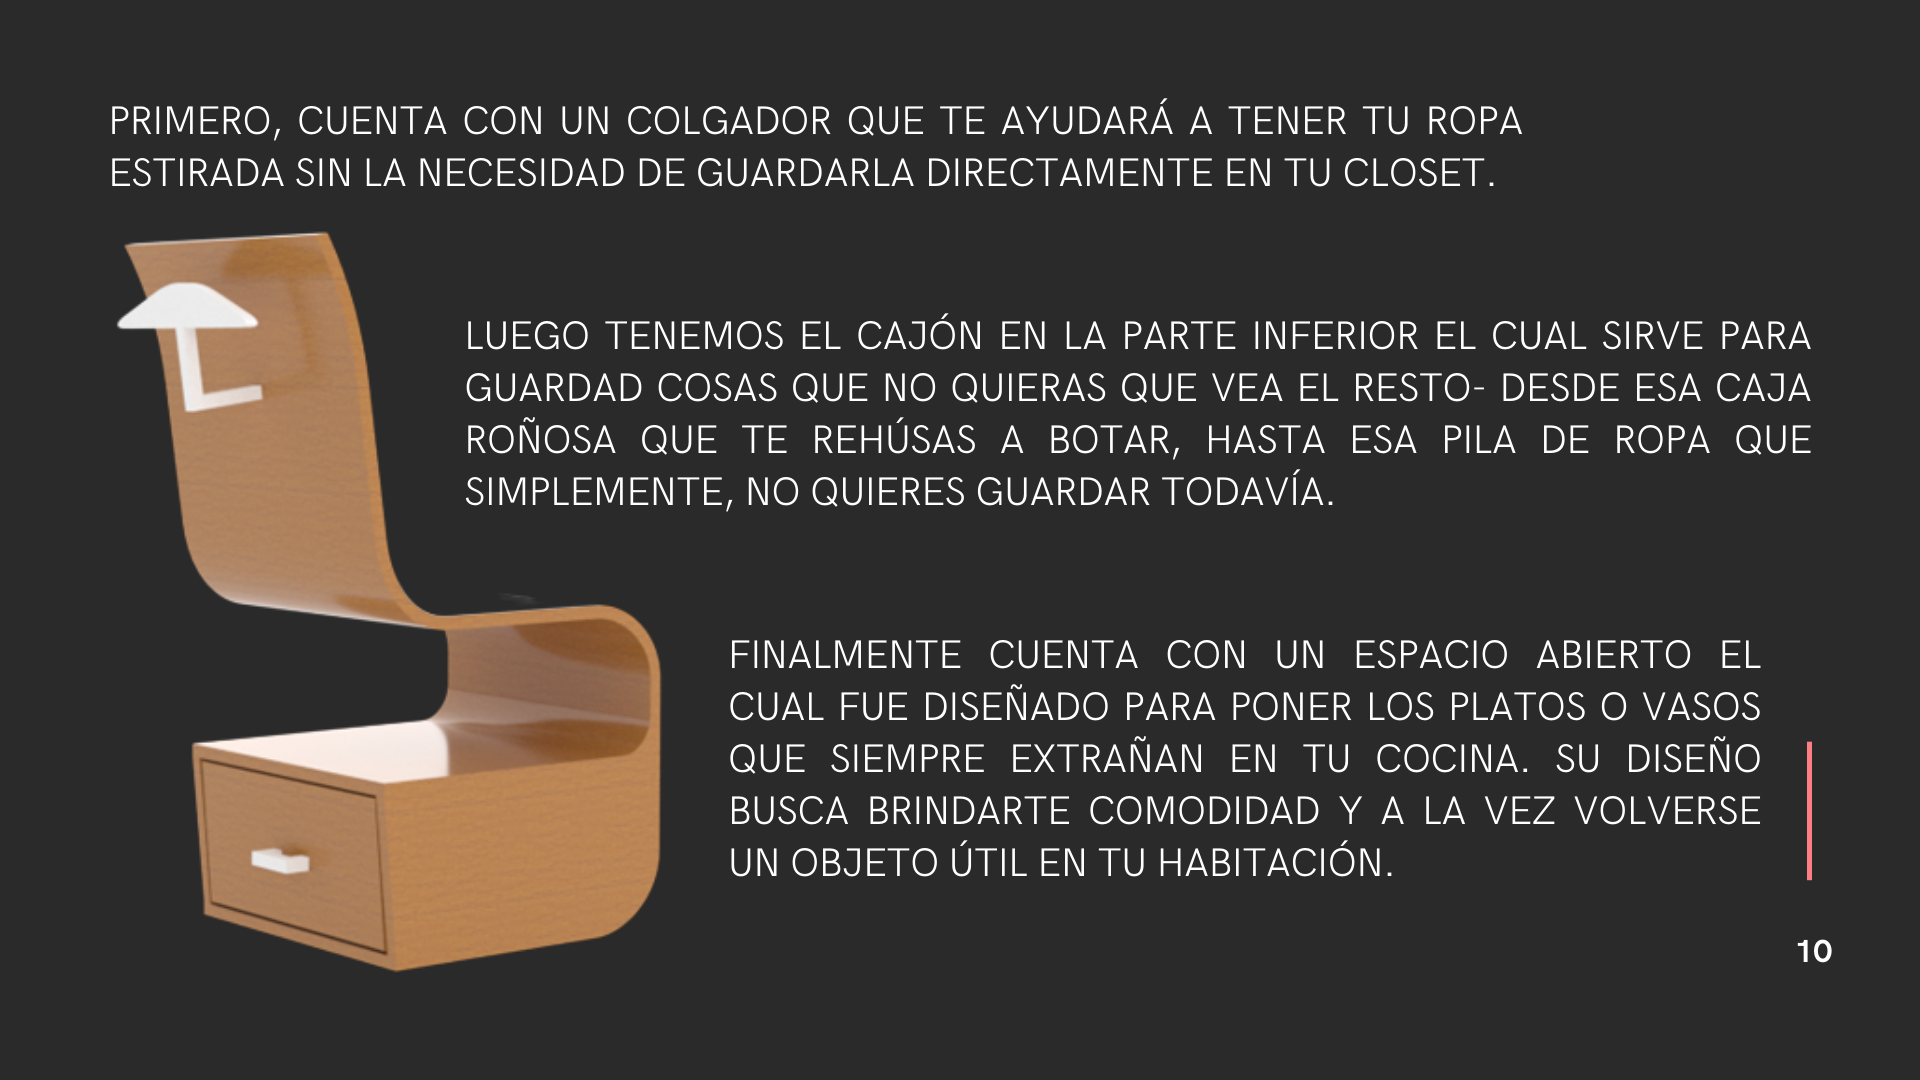 PRIMERO, CUENTA CON UN COLGADOR QUE TE AYUDARÁ A TENER TU ROPA
ESTIRADA SIN LA NECESIDAD DE GUARDARLA DIRECTAMENTE EN TU CLOSET.
LUEGO TENEMOS EL CAJÓN EN LA PARTE INFERIOR EL CUAL SIRVE PARA
GUARDAD COSAS QUE NO QUIERAS QUE VEA EL RESTO- DESDE ESA CAJA
ROÑOSA QUE TE REHÚSAS A BOTAR, HASTA ESA PILA DE ROPA QUE
SIMPLEMENTE, NO QUIERES GUARDAR TODAVÍA.
FINALMENTE CUENTA CON UN ESPACIO ABIERTO EL
CUAL FUE DISEÑADO PARA PONER LOS PLATOS O VASOS
QUE SIEMPRE EXTRAÑAN EN TU COCINA. SU DISEÑO
BUSCA BRINDARTE COMODIDAD Y A LA VEZ VOLVERSE
UN OBJETO ÚTIL EN TU HABITACIÓN.
10